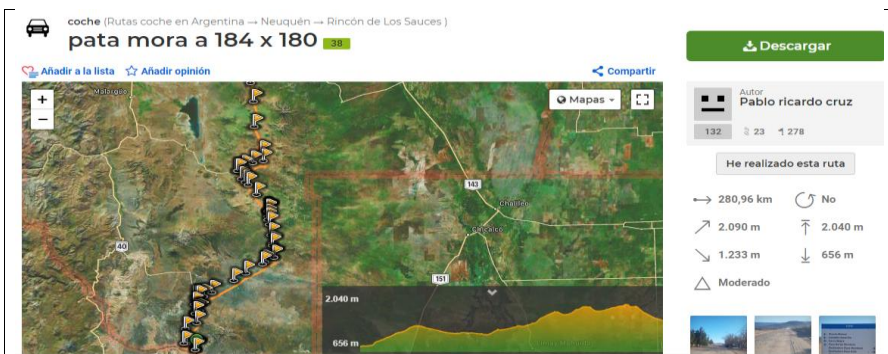 coche (Rutas coche en Argentina → Neuquén → Rincón de Los Sauces )
pata mora a 184 x 180 38
Añadir a la lista Añadir opinión Compartir
Malargüe
+
−
Mapas
143
Chalileo
Chicalco
40
151
2.040 m
656 m
Descargar
Autor
Pablo ricardo cruz
132 23 278
He realizado esta ruta
280,96 km No
2.090 m 2.040 m
1.233 m 656 m
Moderado